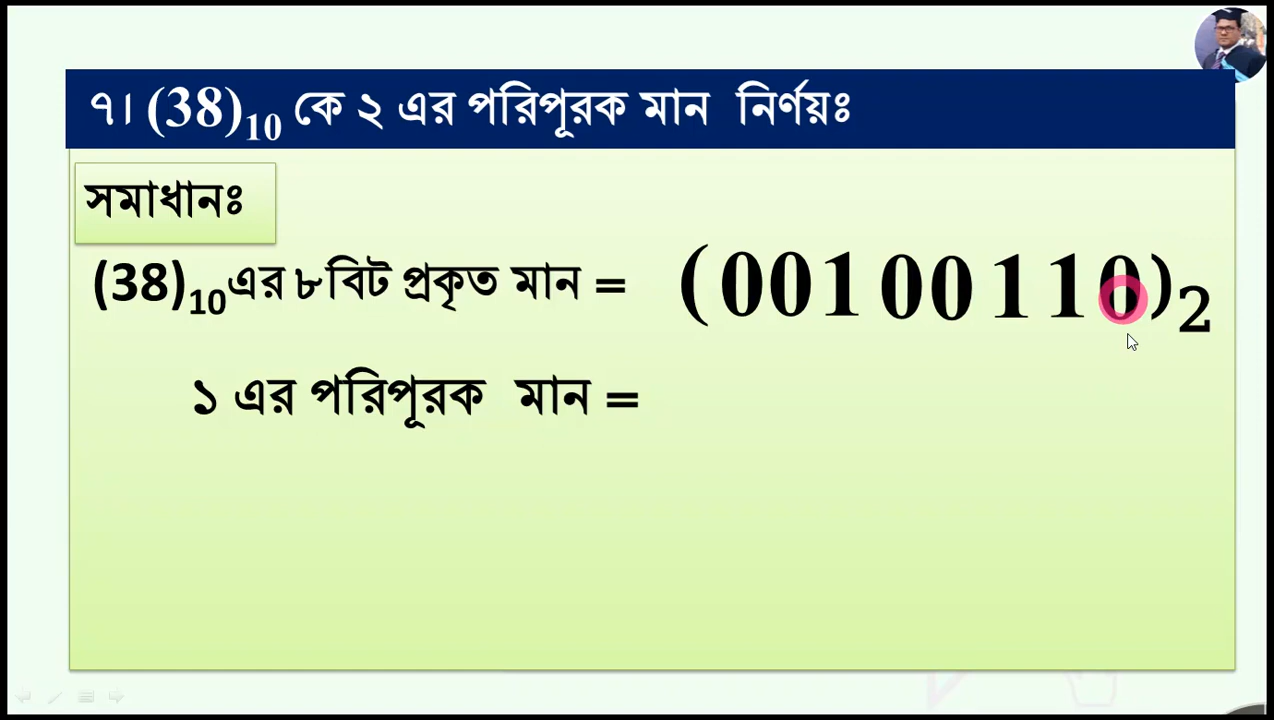 ৭। (38)₁₀ কে ২ এর পরিপূরক মান নির্ণয়ঃ
সমাধানঃ
(38)₁₀এর ৮বিট প্রকৃত মান = (00100110)₂
১ এর পরিপূরক মান =